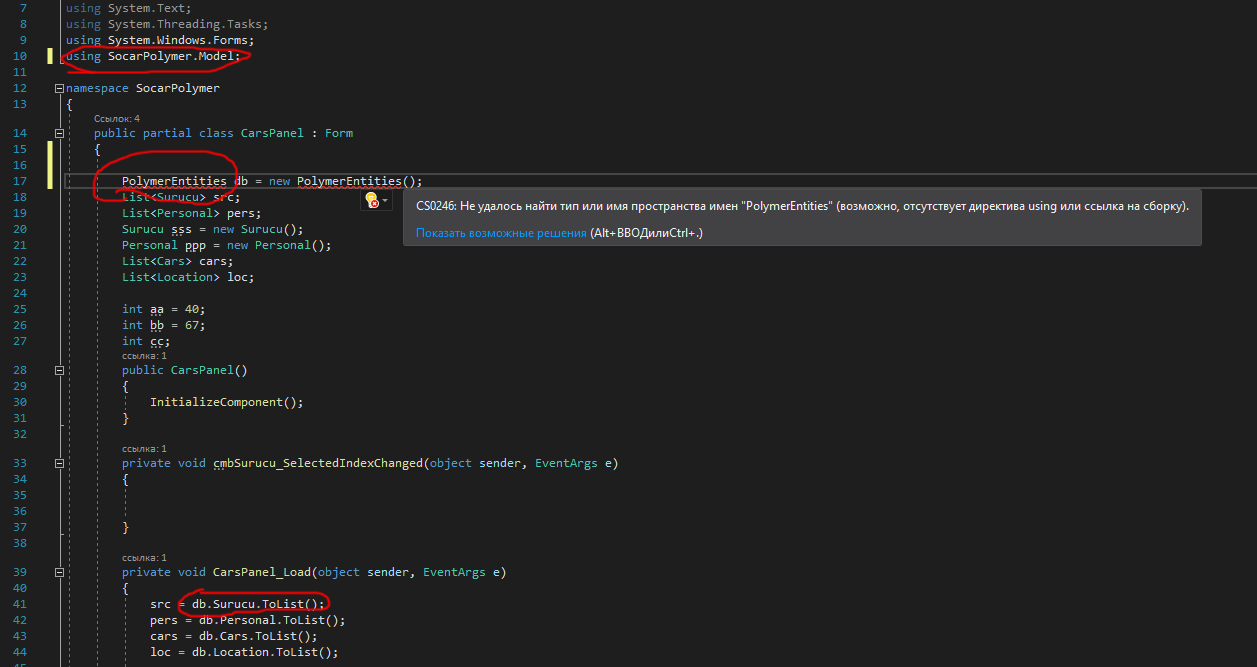 7 using System.Text;
8 using System.Threading.Tasks;
9 using System.Windows.Forms;
10 using SocarPolymer.Model;
11
12 namespace SocarPolymer
13 {
Ссылок: 4
14 public partial class CarsPanel : Form
15 {
16
17 PolymerEntities db = new PolymerEntities();
18 List<Surucu> src;
CS0246: Не удалось найти тип или имя пространства имен "PolymerEntities" (возможно, отсутствует директива using или ссылка на сборку).
Показать возможные решения (Alt+ВВОДилиCtrl+.)
19 List<Personal> pers;
20 Surucu sss = new Surucu();
21 Personal ppp = new Personal();
22 List<Cars> cars;
23 List<Location> loc;
24
25 int aa = 40;
26 int bb = 67;
27 int cc;
ссылка: 1
28 public CarsPanel()
29 {
30 InitializeComponent();
31 }
32
ссылка: 1
33 private void cmbSurucu_SelectedIndexChanged(object sender, EventArgs e)
34 {
35
36
37 }
38
ссылка: 1
39 private void CarsPanel_Load(object sender, EventArgs e)
40 {
41 src = db.Surucu.ToList();
42 pers = db.Personal.ToList();
43 cars = db.Cars.ToList();
44 loc = db.Location.ToList();